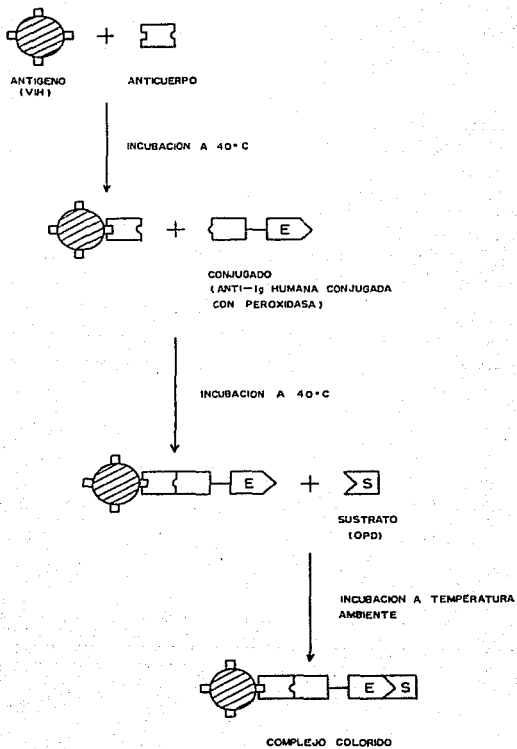 +
ANTIGENO
(VIH)
ANTICUERPO
INCUBACION A 40°C
+
E
CONJUGADO
(ANTI-Ig HUMANA CONJUGADA
CON PEROXIDASA)
INCUBACION A 40°C
E
+
S
SUSTRATO
(OPD)
INCUBACION A TEMPERATURA
AMBIENTE
E
S
COMPLEJO COLORIDO